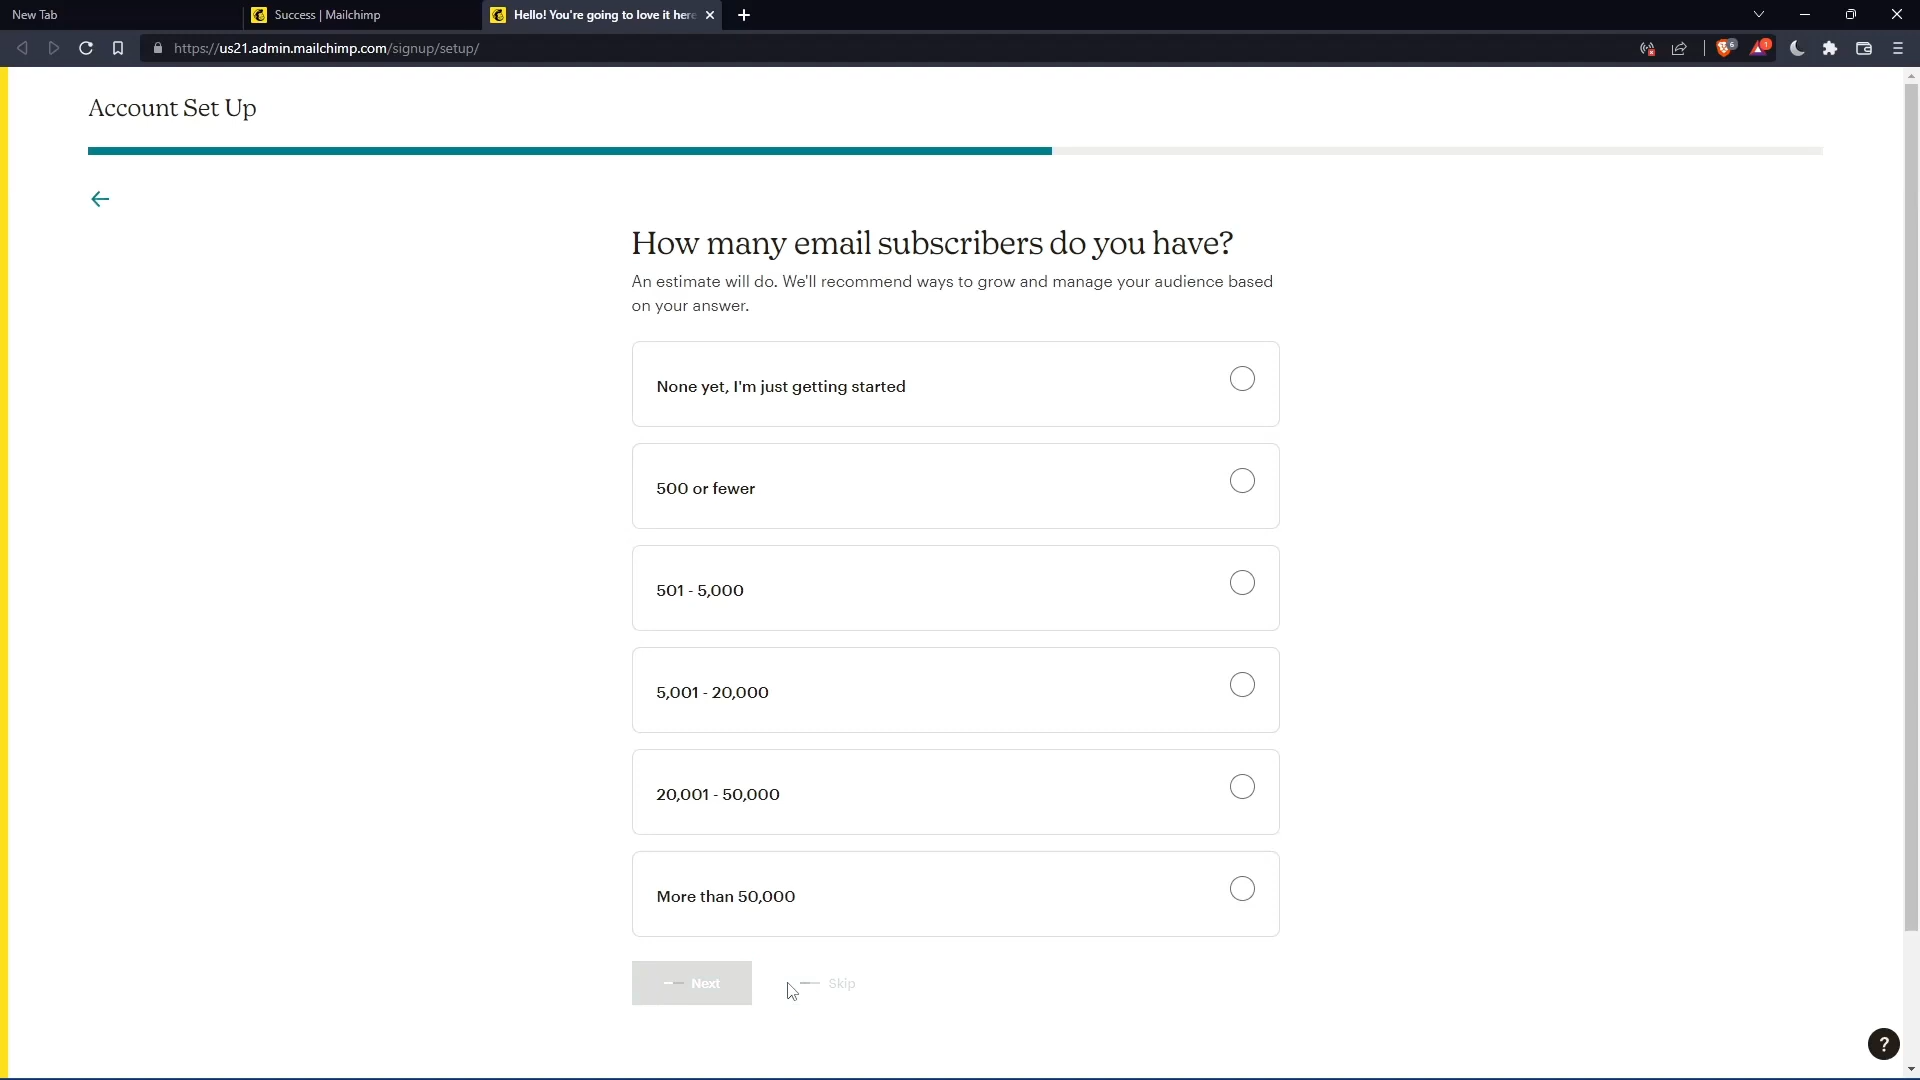 New Tab
Success | Mailchimp
Hello! You're going to love it here
https://us21.admin.mailchimp.com/signup/setup/
6
1
Account Set Up
How many email subscribers do you have?
An estimate will do. We'll recommend ways to grow and manage your audience based
on your answer.
None yet, I'm just getting started
500 or fewer
501 - 5,000
5,001 - 20,000
20,001 - 50,000
More than 50,000
Next
Skip
?